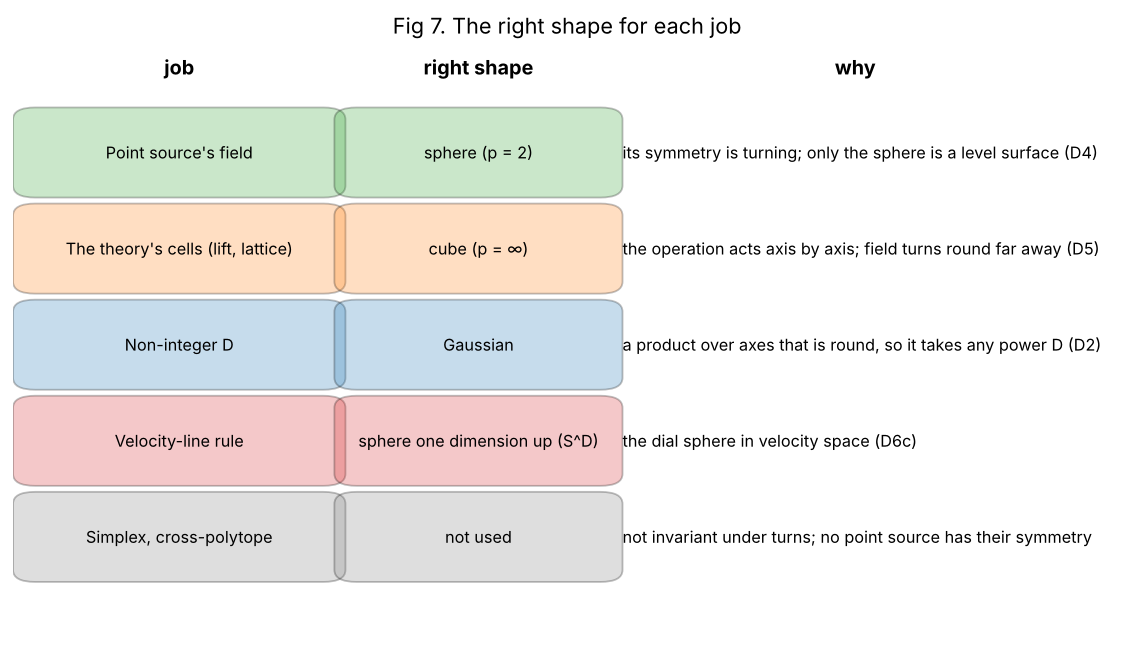 Fig 7. The right shape for each job
job right shape why
Point source's field sphere (p = 2) its symmetry is turning; only the sphere is a level surface (D4)
The theory's cells (lift, lattice) cube (p = ∞) the operation acts axis by axis; field turns round far away (D5)
Non-integer D Gaussian a product over axes that is round, so it takes any power D (D2)
Velocity-line rule sphere one dimension up (S^D) the dial sphere in velocity space (D6c)
Simplex, cross-polytope not used not invariant under turns; no point source has their symmetry